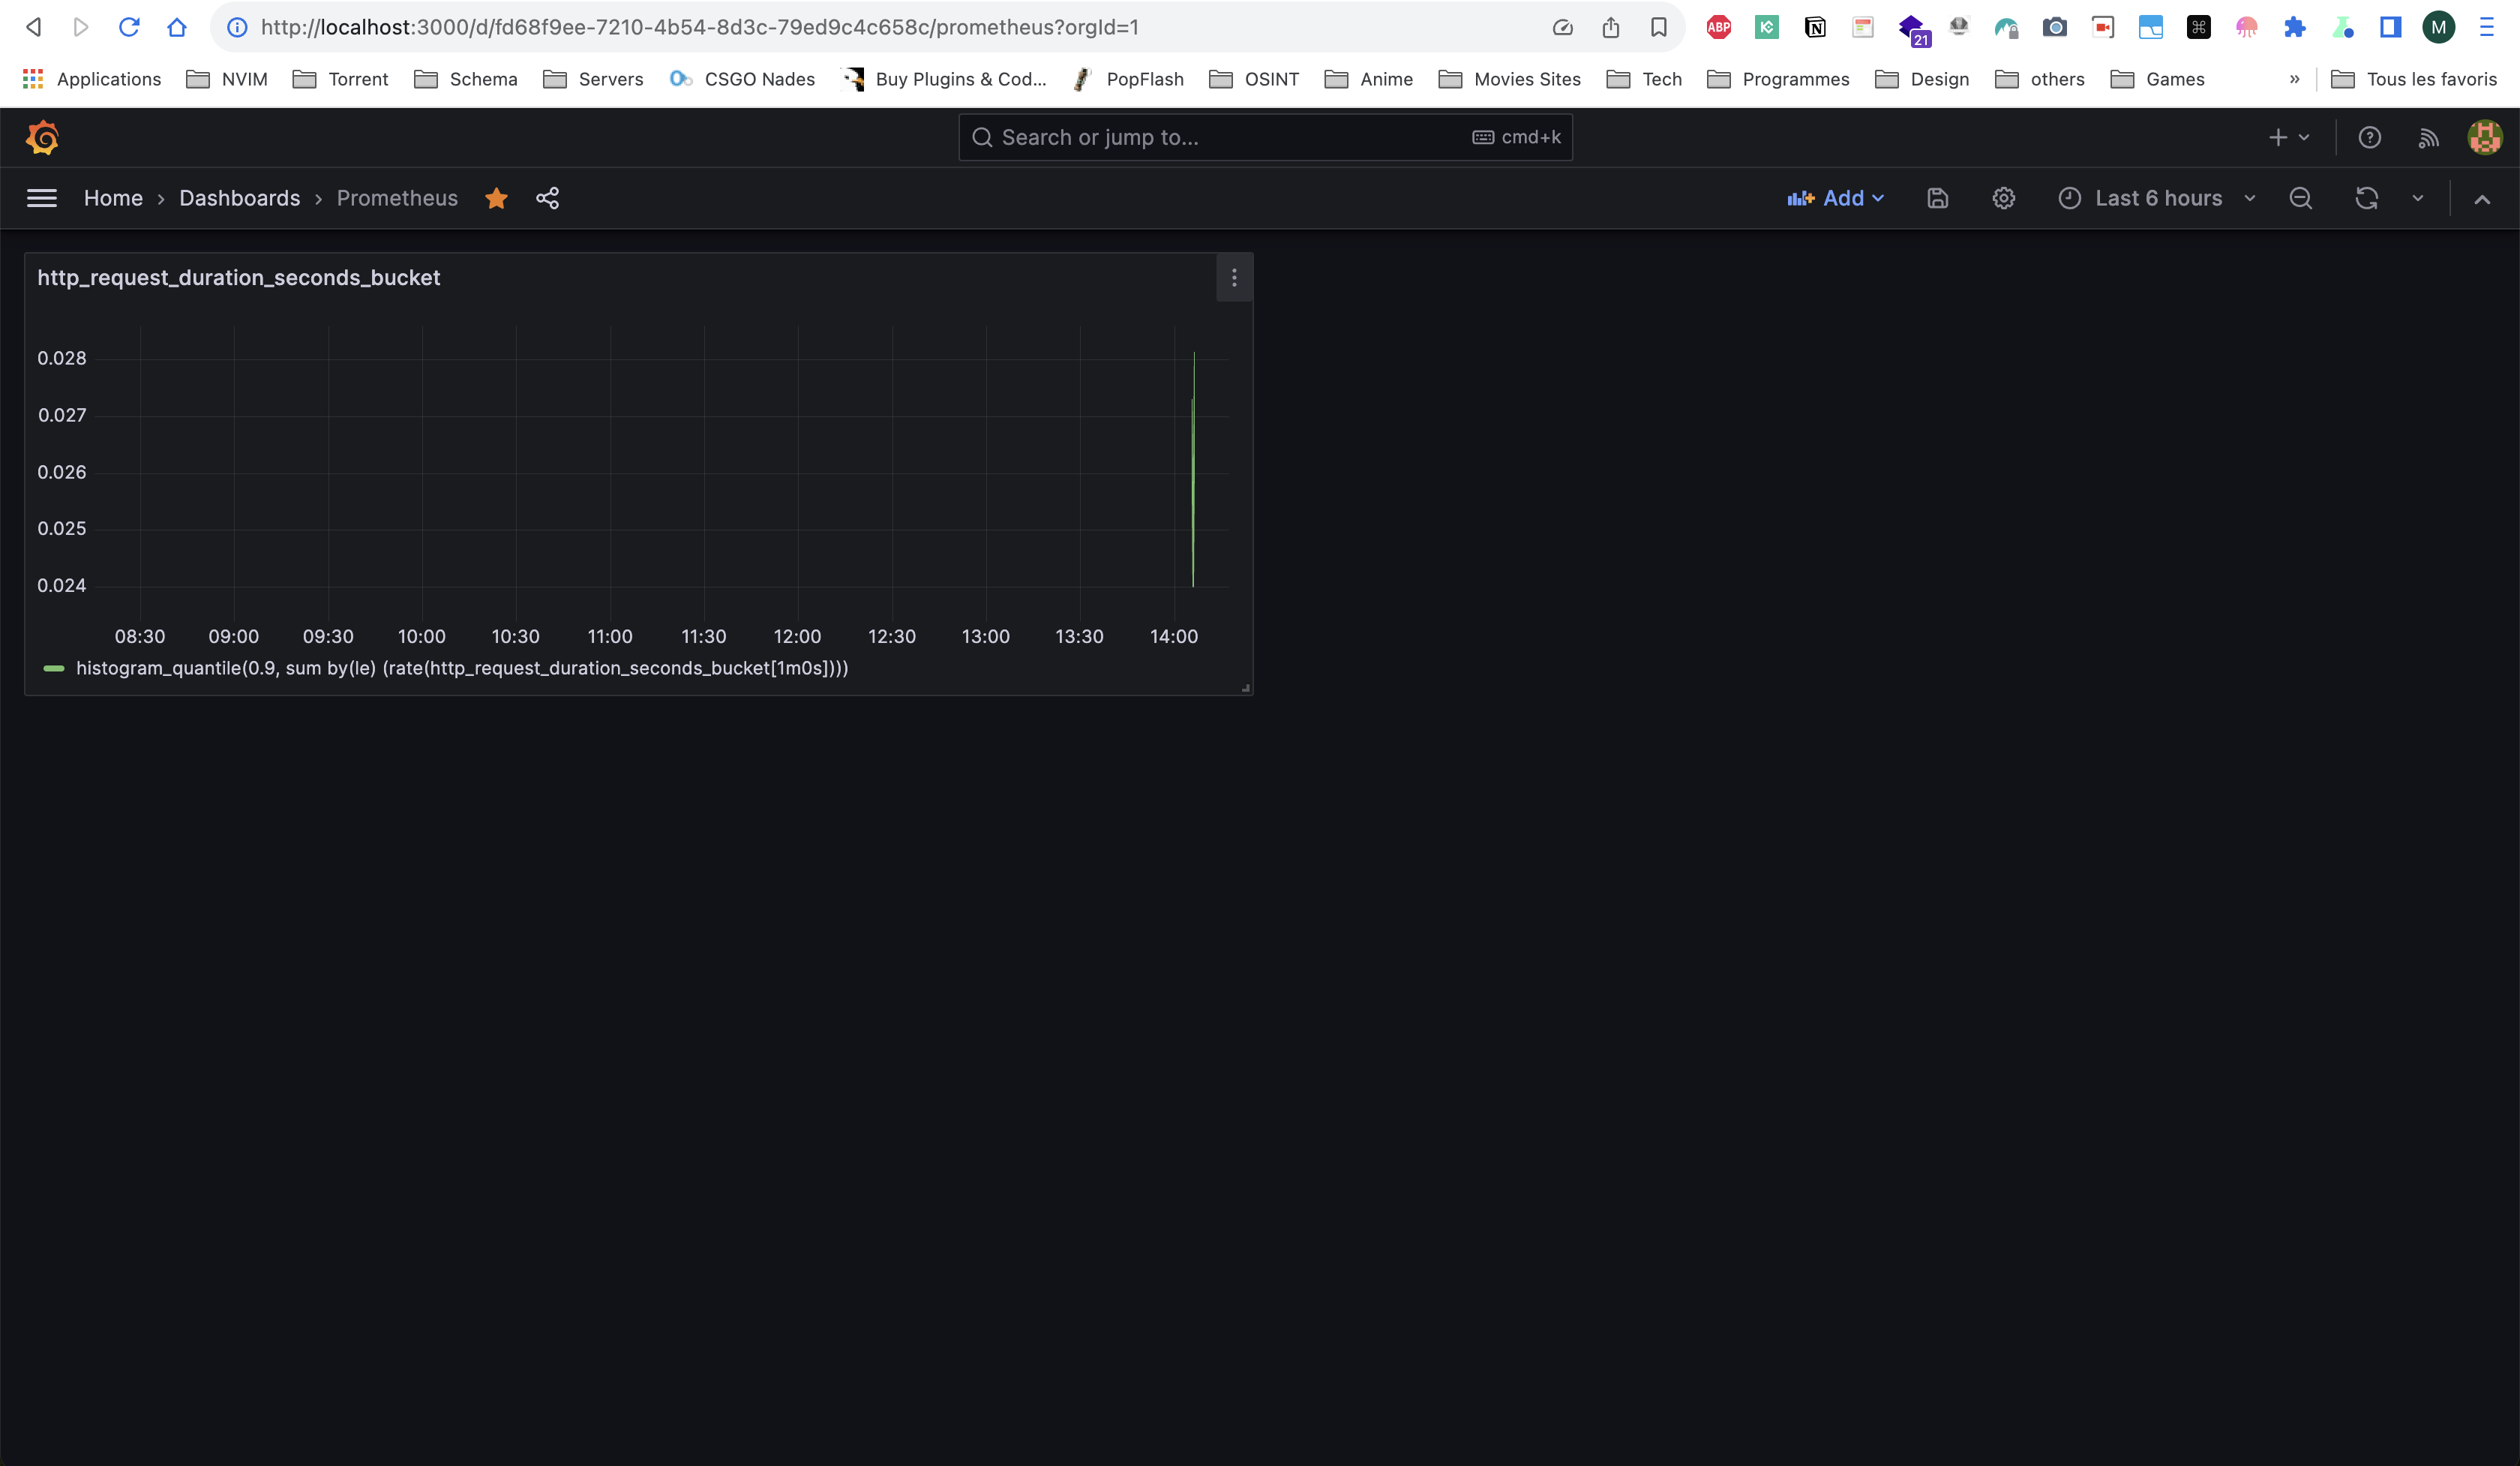 http://localhost:3000/d/fd68f9ee-7210-4b54-8d3c-79ed9c4c658c/prometheus?orgId=1
ABP
21
M
Applications NVIM Torrent Schema Servers CSGO Nades Buy Plugins & Cod... PopFlash OSINT Anime Movies Sites Tech Programmes Design others Games » Tous les favoris
Search or jump to... cmd+k
Home › Dashboards › Prometheus
Add Last 6 hours
http_request_duration_seconds_bucket
0.028
0.027
0.026
0.025
0.024
08:30 09:00 09:30 10:00 10:30 11:00 11:30 12:00 12:30 13:00 13:30 14:00
histogram_quantile(0.9, sum by(le) (rate(http_request_duration_seconds_bucket[1m0s])))